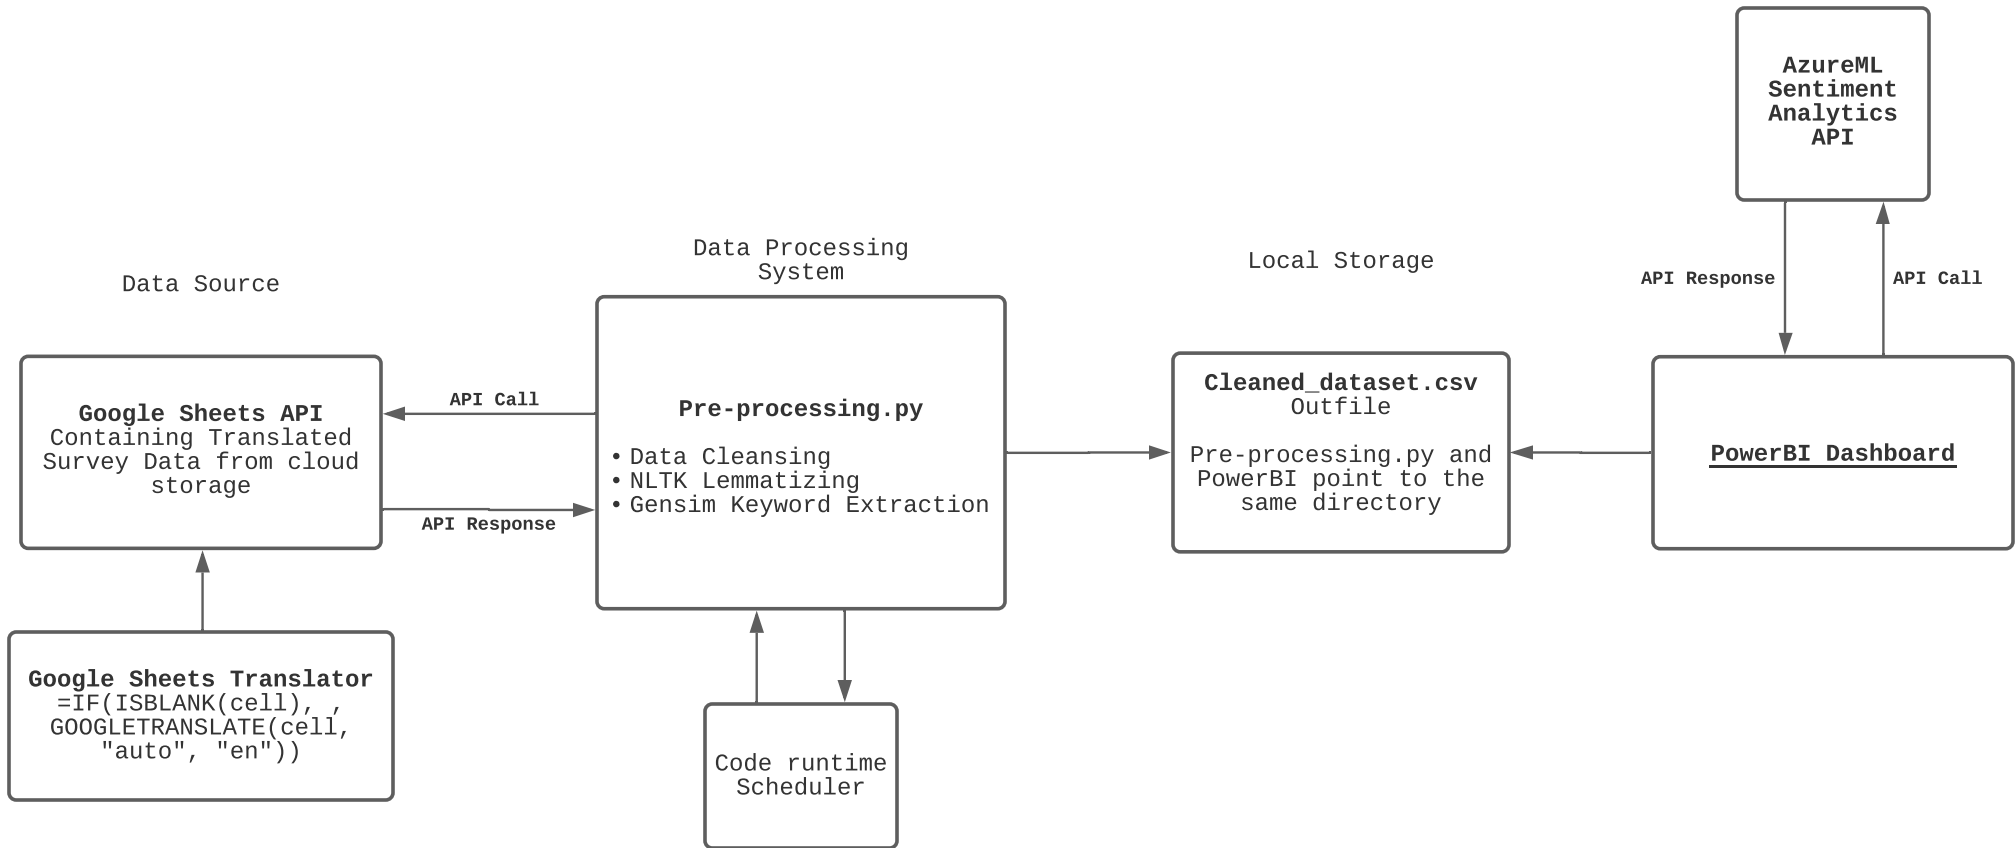 Data Source
Google Sheets API
Containing Translated
Survey Data from cloud
storage
Google Sheets Translator
=IF(ISBLANK(cell), ,
GOOGLETRANSLATE(cell,
"auto", "en"))
API Call
API Response
Data Processing
System
Pre-processing.py
• Data Cleansing
• NLTK Lemmatizing
• Gensim Keyword Extraction
Code runtime
Scheduler
Local Storage
Cleaned_dataset.csv
Outfile
Pre-processing.py and
PowerBI point to the
same directory
AzureML
Sentiment
Analytics
API
API Response
API Call
PowerBI Dashboard